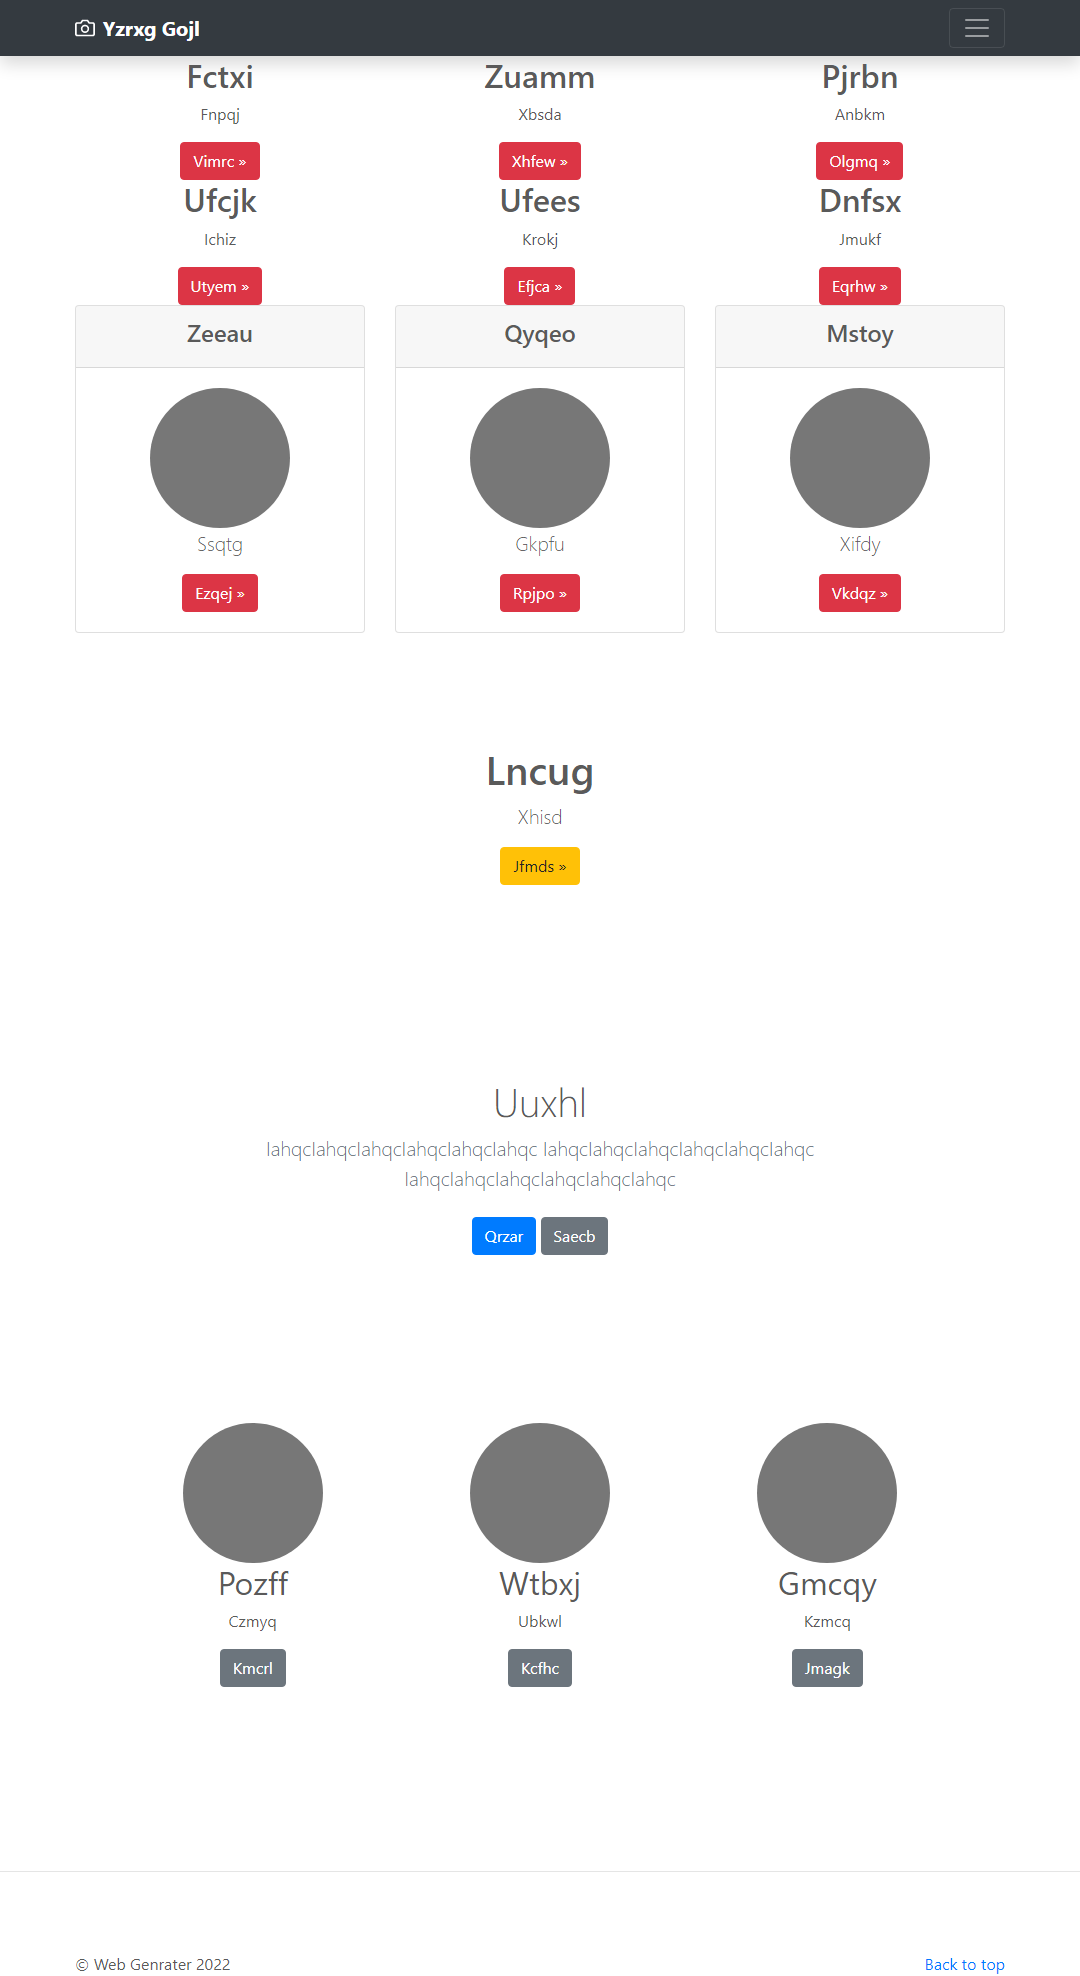 Yzrxg Gojl
Fctxi Zuamm Pjrbn
Fnpqj Xbsda Anbkm
Vimrc » Xhfew » Olgmq »
Ufcjk Ufees Dnfsx
Ichiz Krokj Jmukf
Utyem » Efjca » Eqrhw »
Zeeau Qyqeo Mstoy
Ssqtg Gkpfu Xifdy
Ezqej » Rpjpo » Vkdqz »
Lncug
Xhisd
Jfmds »
Uuxhl
lahqclahqclahqclahqclahqclahqc lahqclahqclahqclahqclahqclahqc
lahqclahqclahqclahqclahqclahqc
Qrzar Saecb
Pozff Wtbxj Gmcqy
Czmyq Ubkwl Kzmcq
Kmcrl Kcfhc Jmagk
© Web Genrater 2022 Back to top